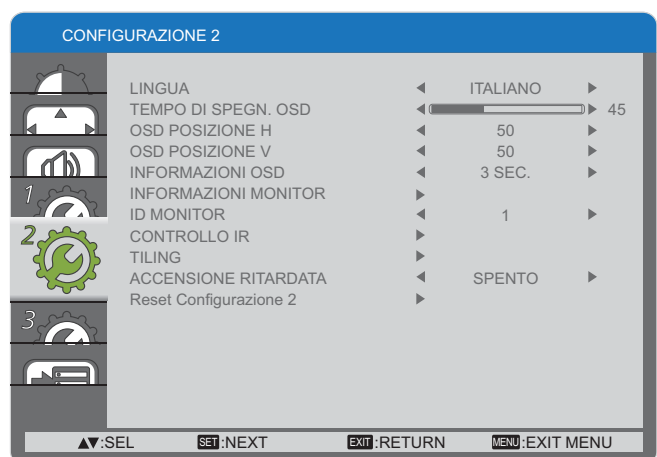 CONFIGURAZIONE 2
LINGUA ITALIANO
TEMPO DI SPEGN. OSD 45
OSD POSIZIONE H 50
OSD POSIZIONE V 50
INFORMAZIONI OSD 3 SEC.
INFORMAZIONI MONITOR
1
ID MONITOR 1
2
CONTROLLO IR
TILING
ACCENSIONE RITARDATA SPENTO
Reset Configurazione 2
3
▲▼:SEL SET:NEXT EXIT:RETURN MENU:EXIT MENU